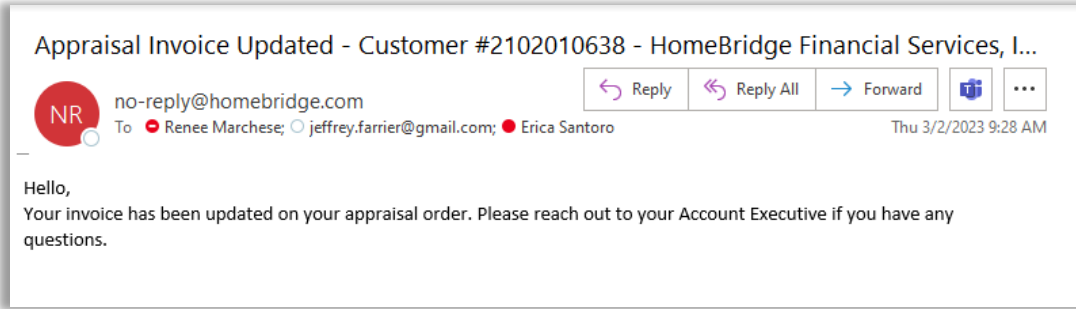 Appraisal Invoice Updated - Customer #2102010638 - HomeBridge Financial Services, I...
Reply
Reply All
Forward
...
NR
no-reply@homebridge.com
To Renee Marchese; jeffrey.farrier@gmail.com; Erica Santoro
Thu 3/2/2023 9:28 AM
Hello,
Your invoice has been updated on your appraisal order. Please reach out to your Account Executive if you have any
questions.